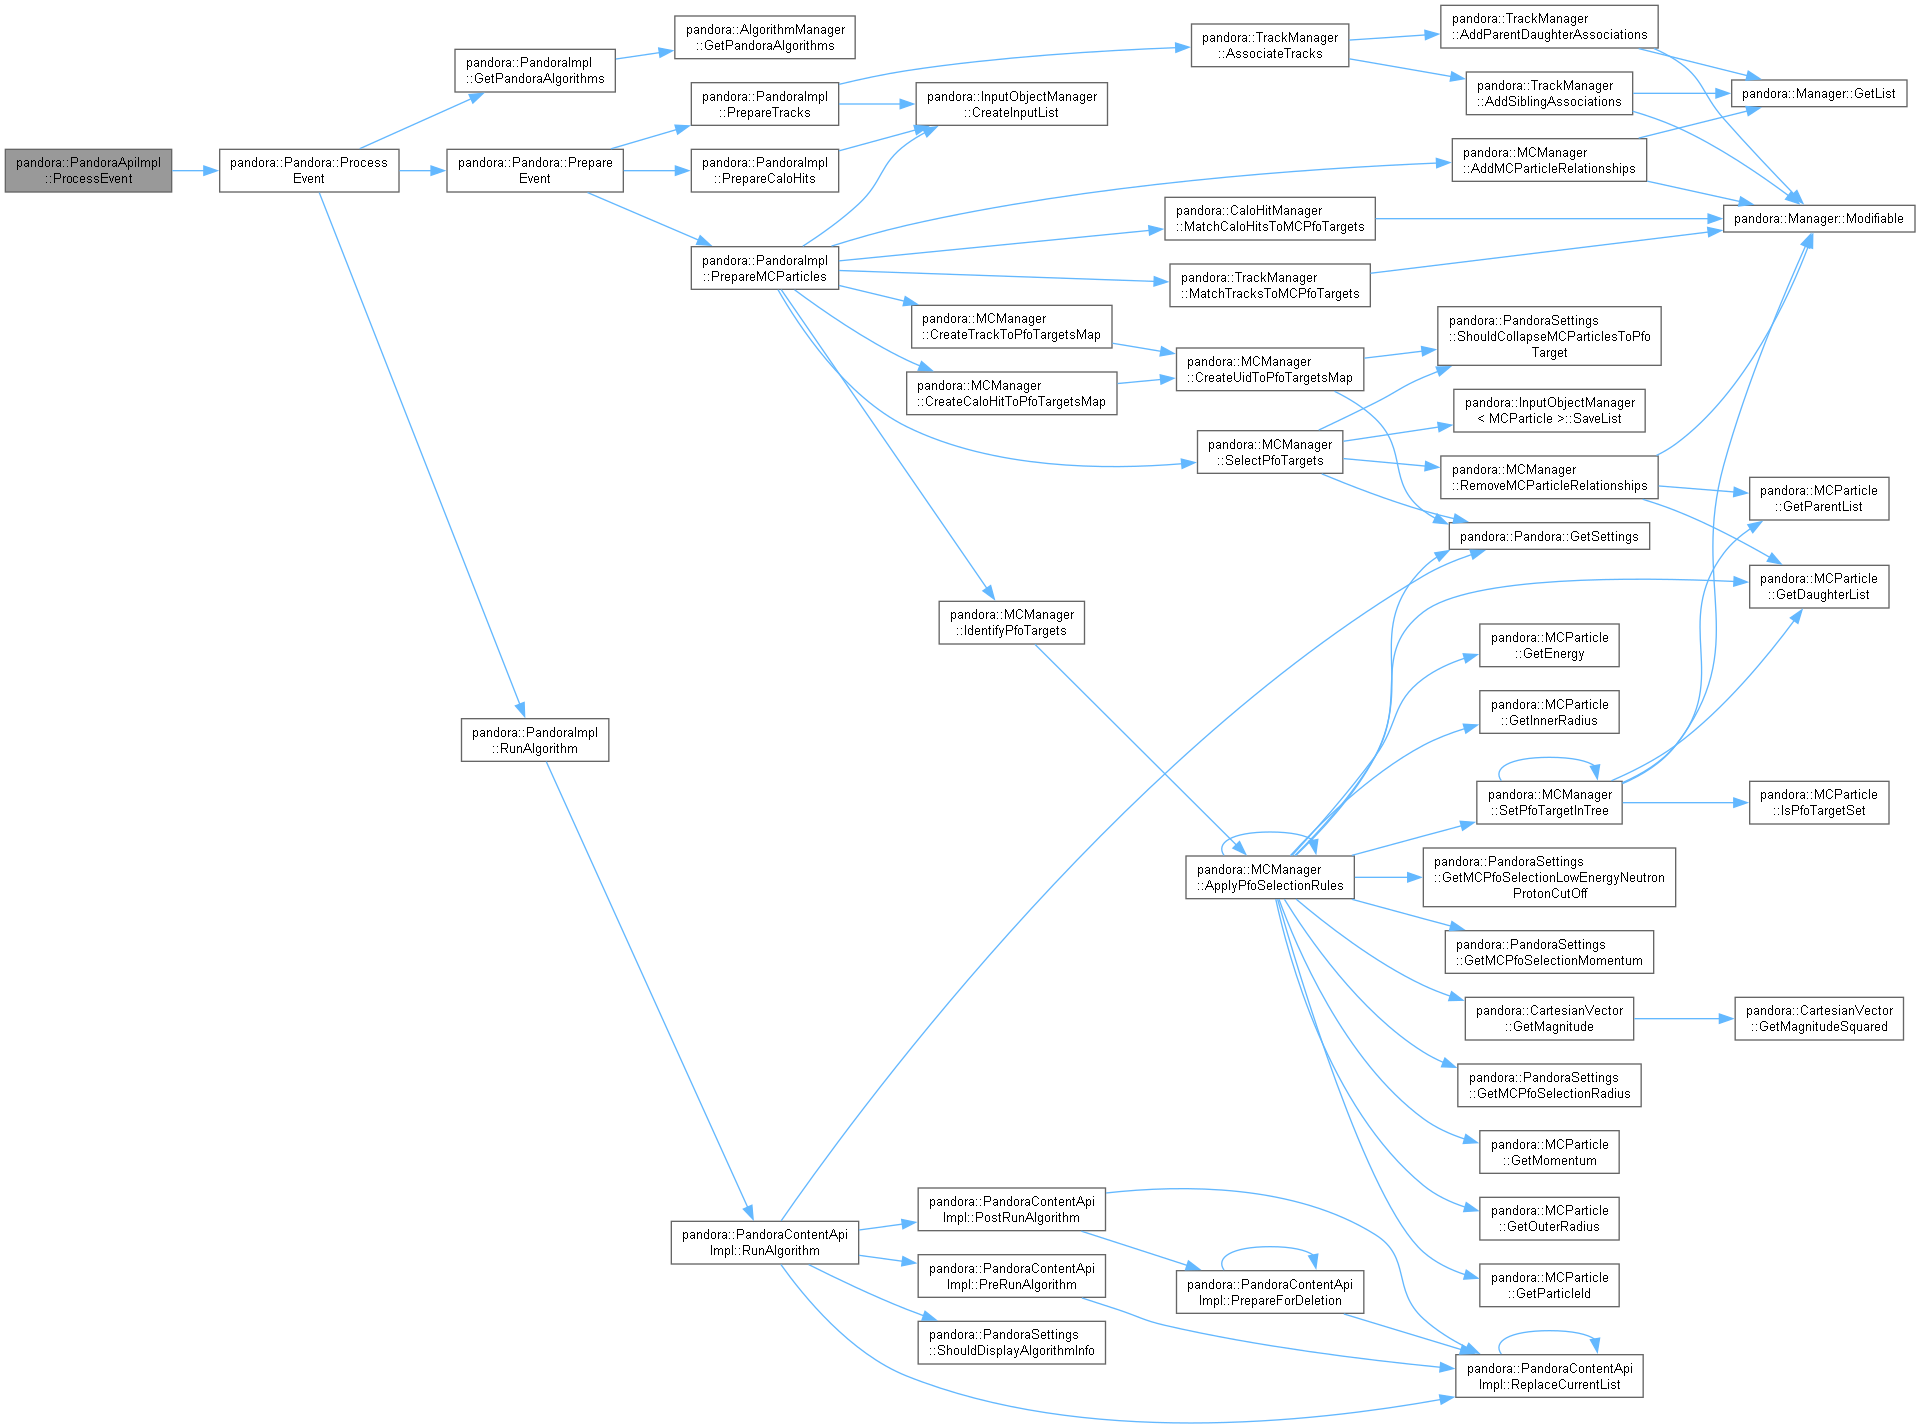 pandora::PandoraApiImpl
::ProcessEvent
pandora::Pandora::Process
Event
pandora::PandoraImpl
::GetPandoraAlgorithms
pandora::AlgorithmManager
::GetPandoraAlgorithms
pandora::Pandora::Prepare
Event
pandora::PandoraImpl
::PrepareTracks
pandora::InputObjectManager
::CreateInputList
pandora::TrackManager
::AssociateTracks
pandora::TrackManager
::AddParentDaughterAssociations
pandora::Manager::GetList
pandora::Manager::Modifiable
pandora::TrackManager
::AddSiblingAssociations
pandora::PandoraImpl
::PrepareCaloHits
pandora::PandoraImpl
::PrepareMCParticles
pandora::MCManager
::AddMCParticleRelationships
pandora::CaloHitManager
::MatchCaloHitsToMCPfoTargets
pandora::TrackManager
::MatchTracksToMCPfoTargets
pandora::MCManager
::CreateTrackToPfoTargetsMap
pandora::MCManager
::CreateCaloHitToPfoTargetsMap
pandora::MCManager
::CreateUidToPfoTargetsMap
pandora::PandoraSettings
::ShouldCollapseMCParticlesToPfo
Target
pandora::InputObjectManager
< MCParticle >::SaveList
pandora::MCManager
::SelectPfoTargets
pandora::MCManager
::RemoveMCParticleRelationships
pandora::MCParticle
::GetParentList
pandora::Pandora::GetSettings
pandora::MCParticle
::GetDaughterList
pandora::MCManager
::IdentifyPfoTargets
pandora::MCParticle
::GetEnergy
pandora::MCParticle
::GetInnerRadius
pandora::PandoraImpl
::RunAlgorithm
pandora::MCManager
::SetPfoTargetInTree
pandora::MCParticle
::IsPfoTargetSet
pandora::MCManager
::ApplyPfoSelectionRules
pandora::PandoraSettings
::GetMCPfoSelectionLowEnergyNeutron
ProtonCutOff
pandora::PandoraSettings
::GetMCPfoSelectionMomentum
pandora::CartesianVector
::GetMagnitude
pandora::CartesianVector
::GetMagnitudeSquared
pandora::PandoraSettings
::GetMCPfoSelectionRadius
pandora::MCParticle
::GetMomentum
pandora::MCParticle
::GetOuterRadius
pandora::MCParticle
::GetParticleId
pandora::PandoraContentApi
Impl::RunAlgorithm
pandora::PandoraContentApi
Impl::PostRunAlgorithm
pandora::PandoraContentApi
Impl::PreRunAlgorithm
pandora::PandoraContentApi
Impl::PrepareForDeletion
pandora::PandoraSettings
::ShouldDisplayAlgorithmInfo
pandora::PandoraContentApi
Impl::ReplaceCurrentList